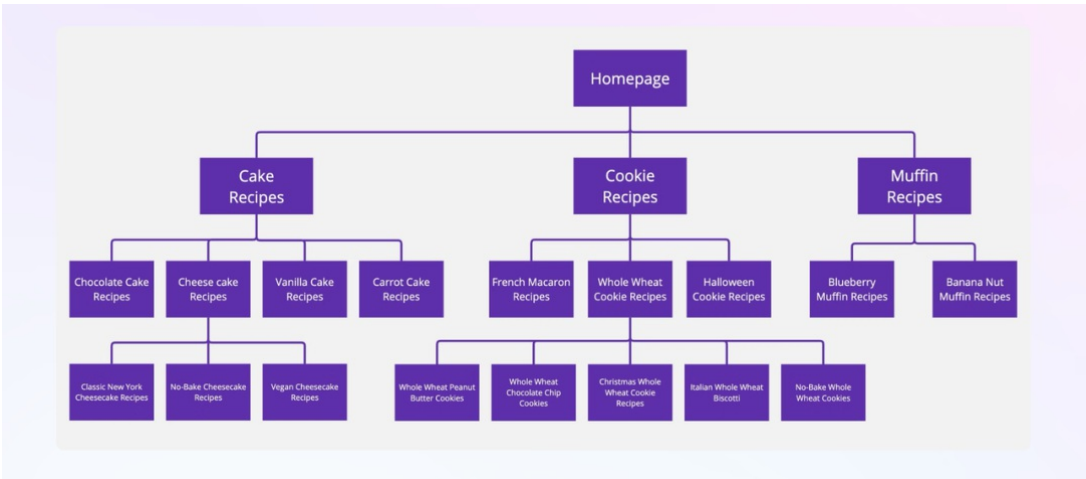 Homepage
Cake
Recipes
Cookie
Recipes
Muffin
Recipes
Chocolate Cake
Recipes
Cheese cake
Recipes
Vanilla Cake
Recipes
Carrot Cake
Recipes
French Macaron
Recipes
Whole Wheat
Cookie Recipes
Halloween
Cookie Recipes
Blueberry
Muffin Recipes
Banana Nut
Muffin Recipes
Classic New York
Cheesecake Recipes
No-Bake Cheesecake
Recipes
Vegan Cheesecake
Recipes
Whole Wheat Peanut
Butter Cookies
Whole Wheat
Chocolate Chip
Cookies
Christmas Whole
Wheat Cookie
Recipes
Italian Whole Wheat
Biscotti
No-Bake Whole
Wheat Cookies